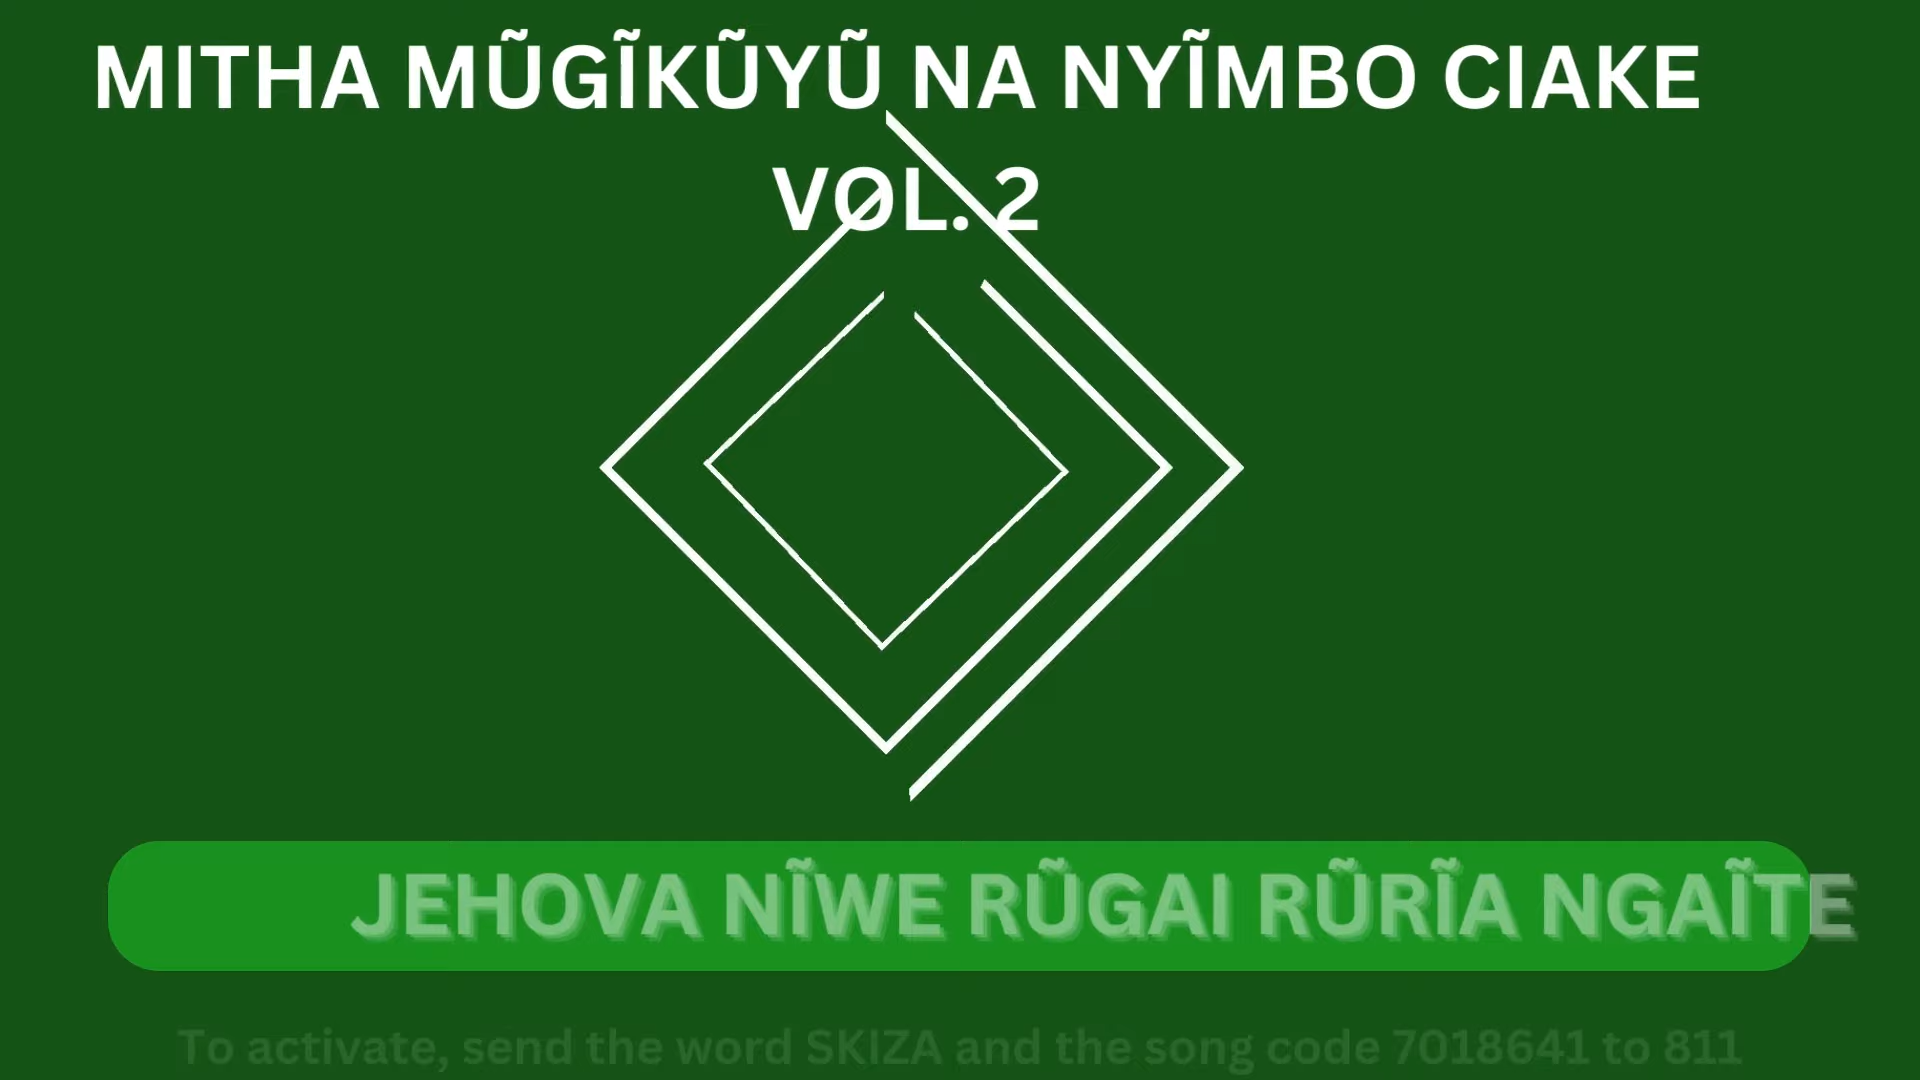 MITHA MŨGĨKŨYŨ NA NYĨMBO CIAKE
VOL. 2
JEHOVA NĨWE RŨGAI RŨRĨA NGAĨTE
To activate, send the word SKIZA and the song code 7018641 to 811